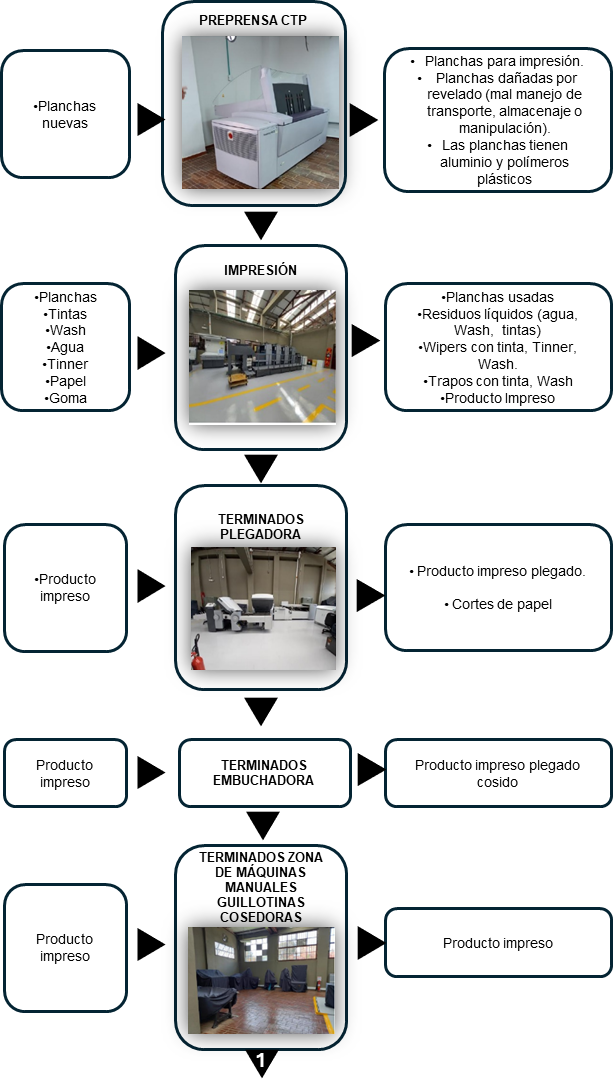 PREPRENSA CTP
•Planchas
nuevas
• Planchas para impresión.
• Planchas dañadas por
revelado (mal manejo de
transporte, almacenaje o
manipulación).
• Las planchas tienen
aluminio y polímeros
plásticos
IMPRESIÓN
•Planchas
•Tintas
•Wash
•Agua
•Tinner
•Papel
•Goma
•Planchas usadas
•Residuos líquidos (agua,
Wash, tintas)
•Wipers con tinta, Tinner,
Wash.
•Trapos con tinta, Wash
•Producto Impreso
TERMINADOS
PLEGADORA
•Producto
impreso
• Producto impreso plegado.
• Cortes de papel
Producto
impreso
TERMINADOS
EMBUCHADORA
Producto impreso plegado
cosido
TERMINADOS ZONA
DE MÁQUINAS
MANUALES
GUILLOTINAS
COSEDORAS
Producto
impreso
Producto impreso
1